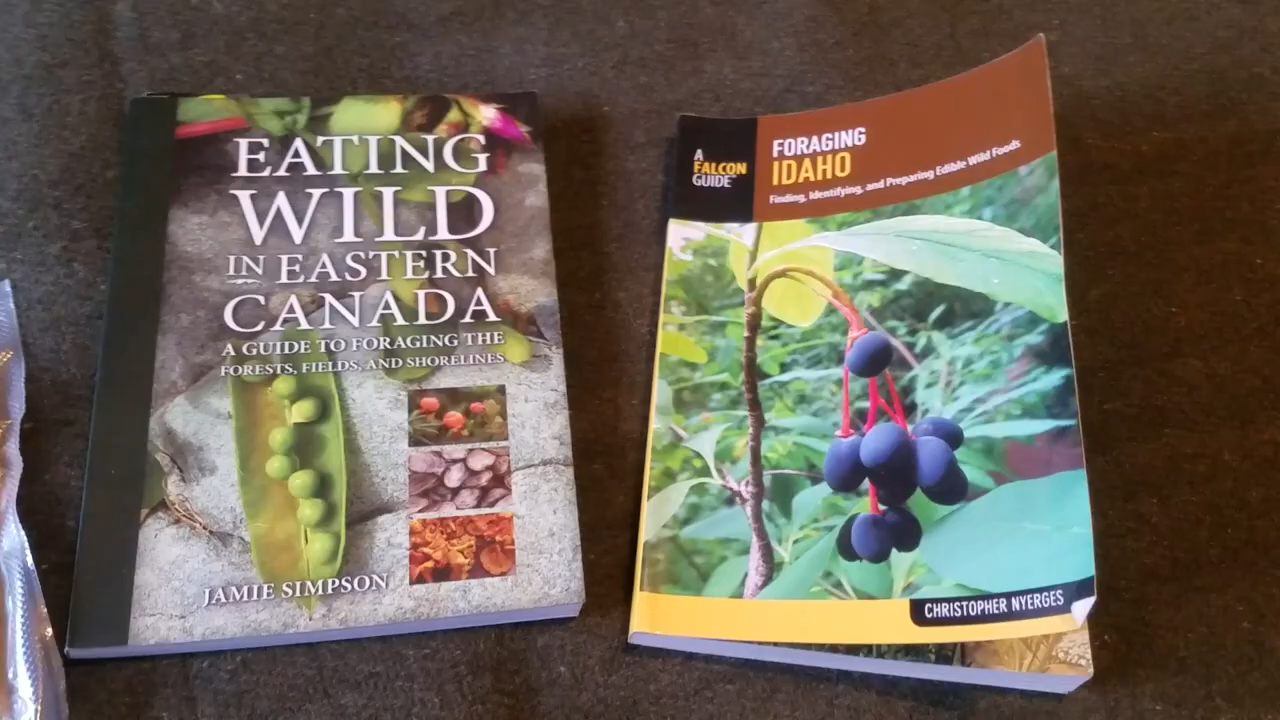 EATING
WILD
IN EASTERN
CANADA
A GUIDE TO FORAGING THE
FORESTS, FIELDS, AND SHORELINES
JAMIE SIMPSON
A
FALCON
GUIDE™
FORAGING
IDAHO
Finding, Identifying, and Preparing Edible Wild Foods
CHRISTOPHER NYERGES